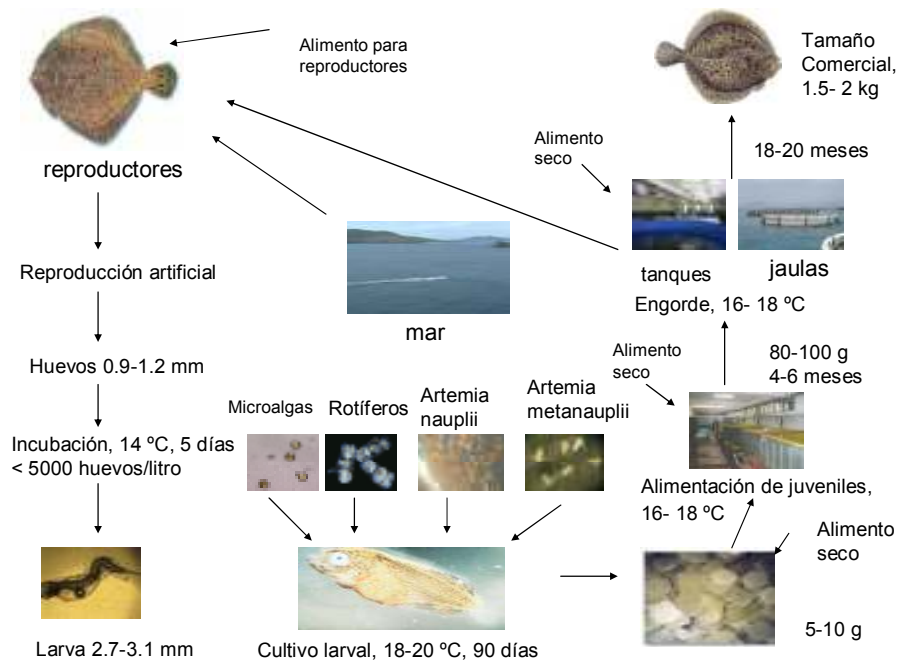 Alimento para
reproductores
reproductores
Reproducción artificial
Huevos 0.9-1.2 mm
Incubación, 14 ºC, 5 días
< 5000 huevos/litro
Larva 2.7-3.1 mm
mar
Microalgas
Rotíferos
Artemia
nauplii
Artemia
metanauplii
Cultivo larval, 18-20 ºC, 90 días
5-10 g
Alimento
seco
Alimentación de juveniles,
16- 18 ºC
Alimento
seco
80-100 g
4-6 meses
Engorde, 16- 18 ºC
tanques
jaulas
Alimento
seco
18-20 meses
Tamaño
Comercial,
1.5- 2 kg